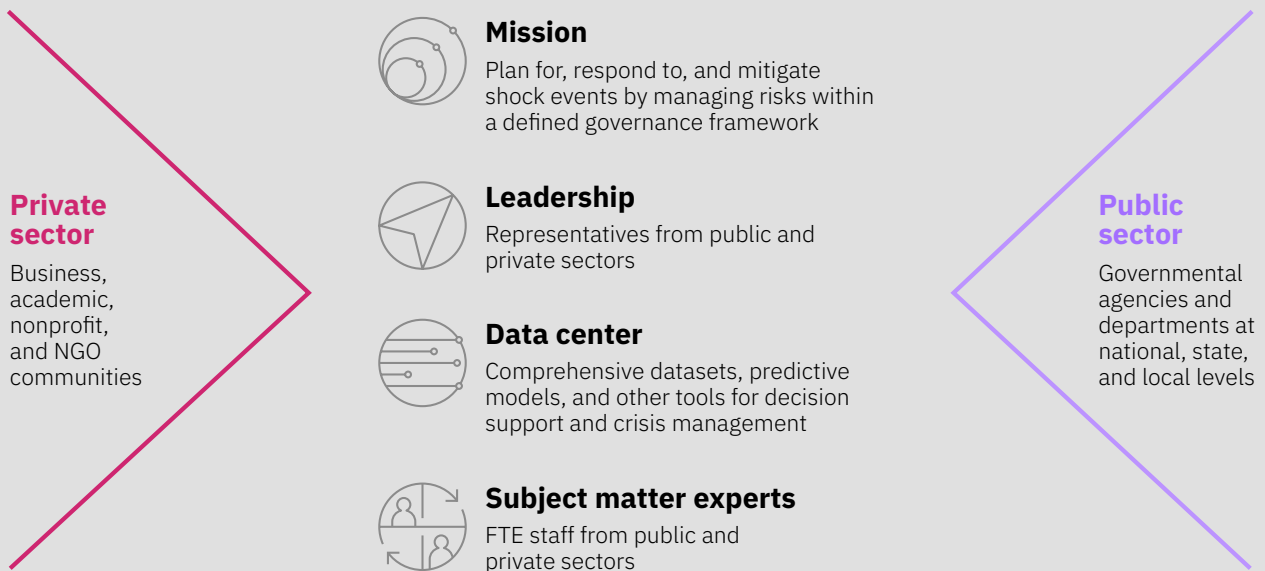 Private
sector
Business,
academic,
nonprofit,
and NGO
communities
Mission
Plan for, respond to, and mitigate
shock events by managing risks within
a defined governance framework
Leadership
Representatives from public and
private sectors
Data center
Comprehensive datasets, predictive
models, and other tools for decision
support and crisis management
Subject matter experts
FTE staff from public and
private sectors
Public
sector
Governmental
agencies and
departments at
national, state,
and local levels